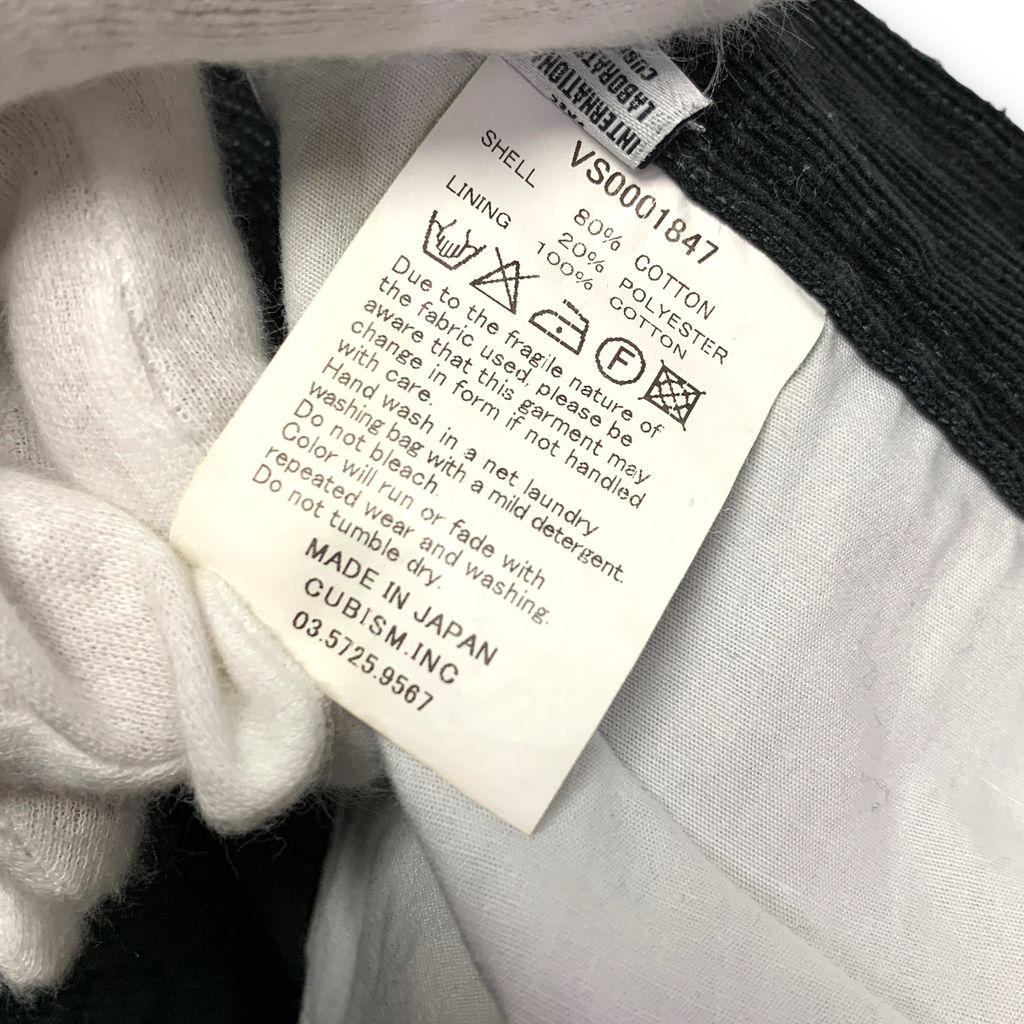 INTERNATIONAL
LABORAT
CUB
VS0001847
SHELL 80% COTTON
20% POLYESTER
LINING 100% COTTON
F
Due to the fragile nature of
the fabric used, please be
aware that this garment may
change in form if not handled
with care.
Hand wash in a net laundry
washing bag with a mild detergent.
Do not bleach.
Color will run or fade with
repeated wear and washing.
Do not tumble dry.
MADE IN JAPAN
CUBISM.INC
03.5725.9567